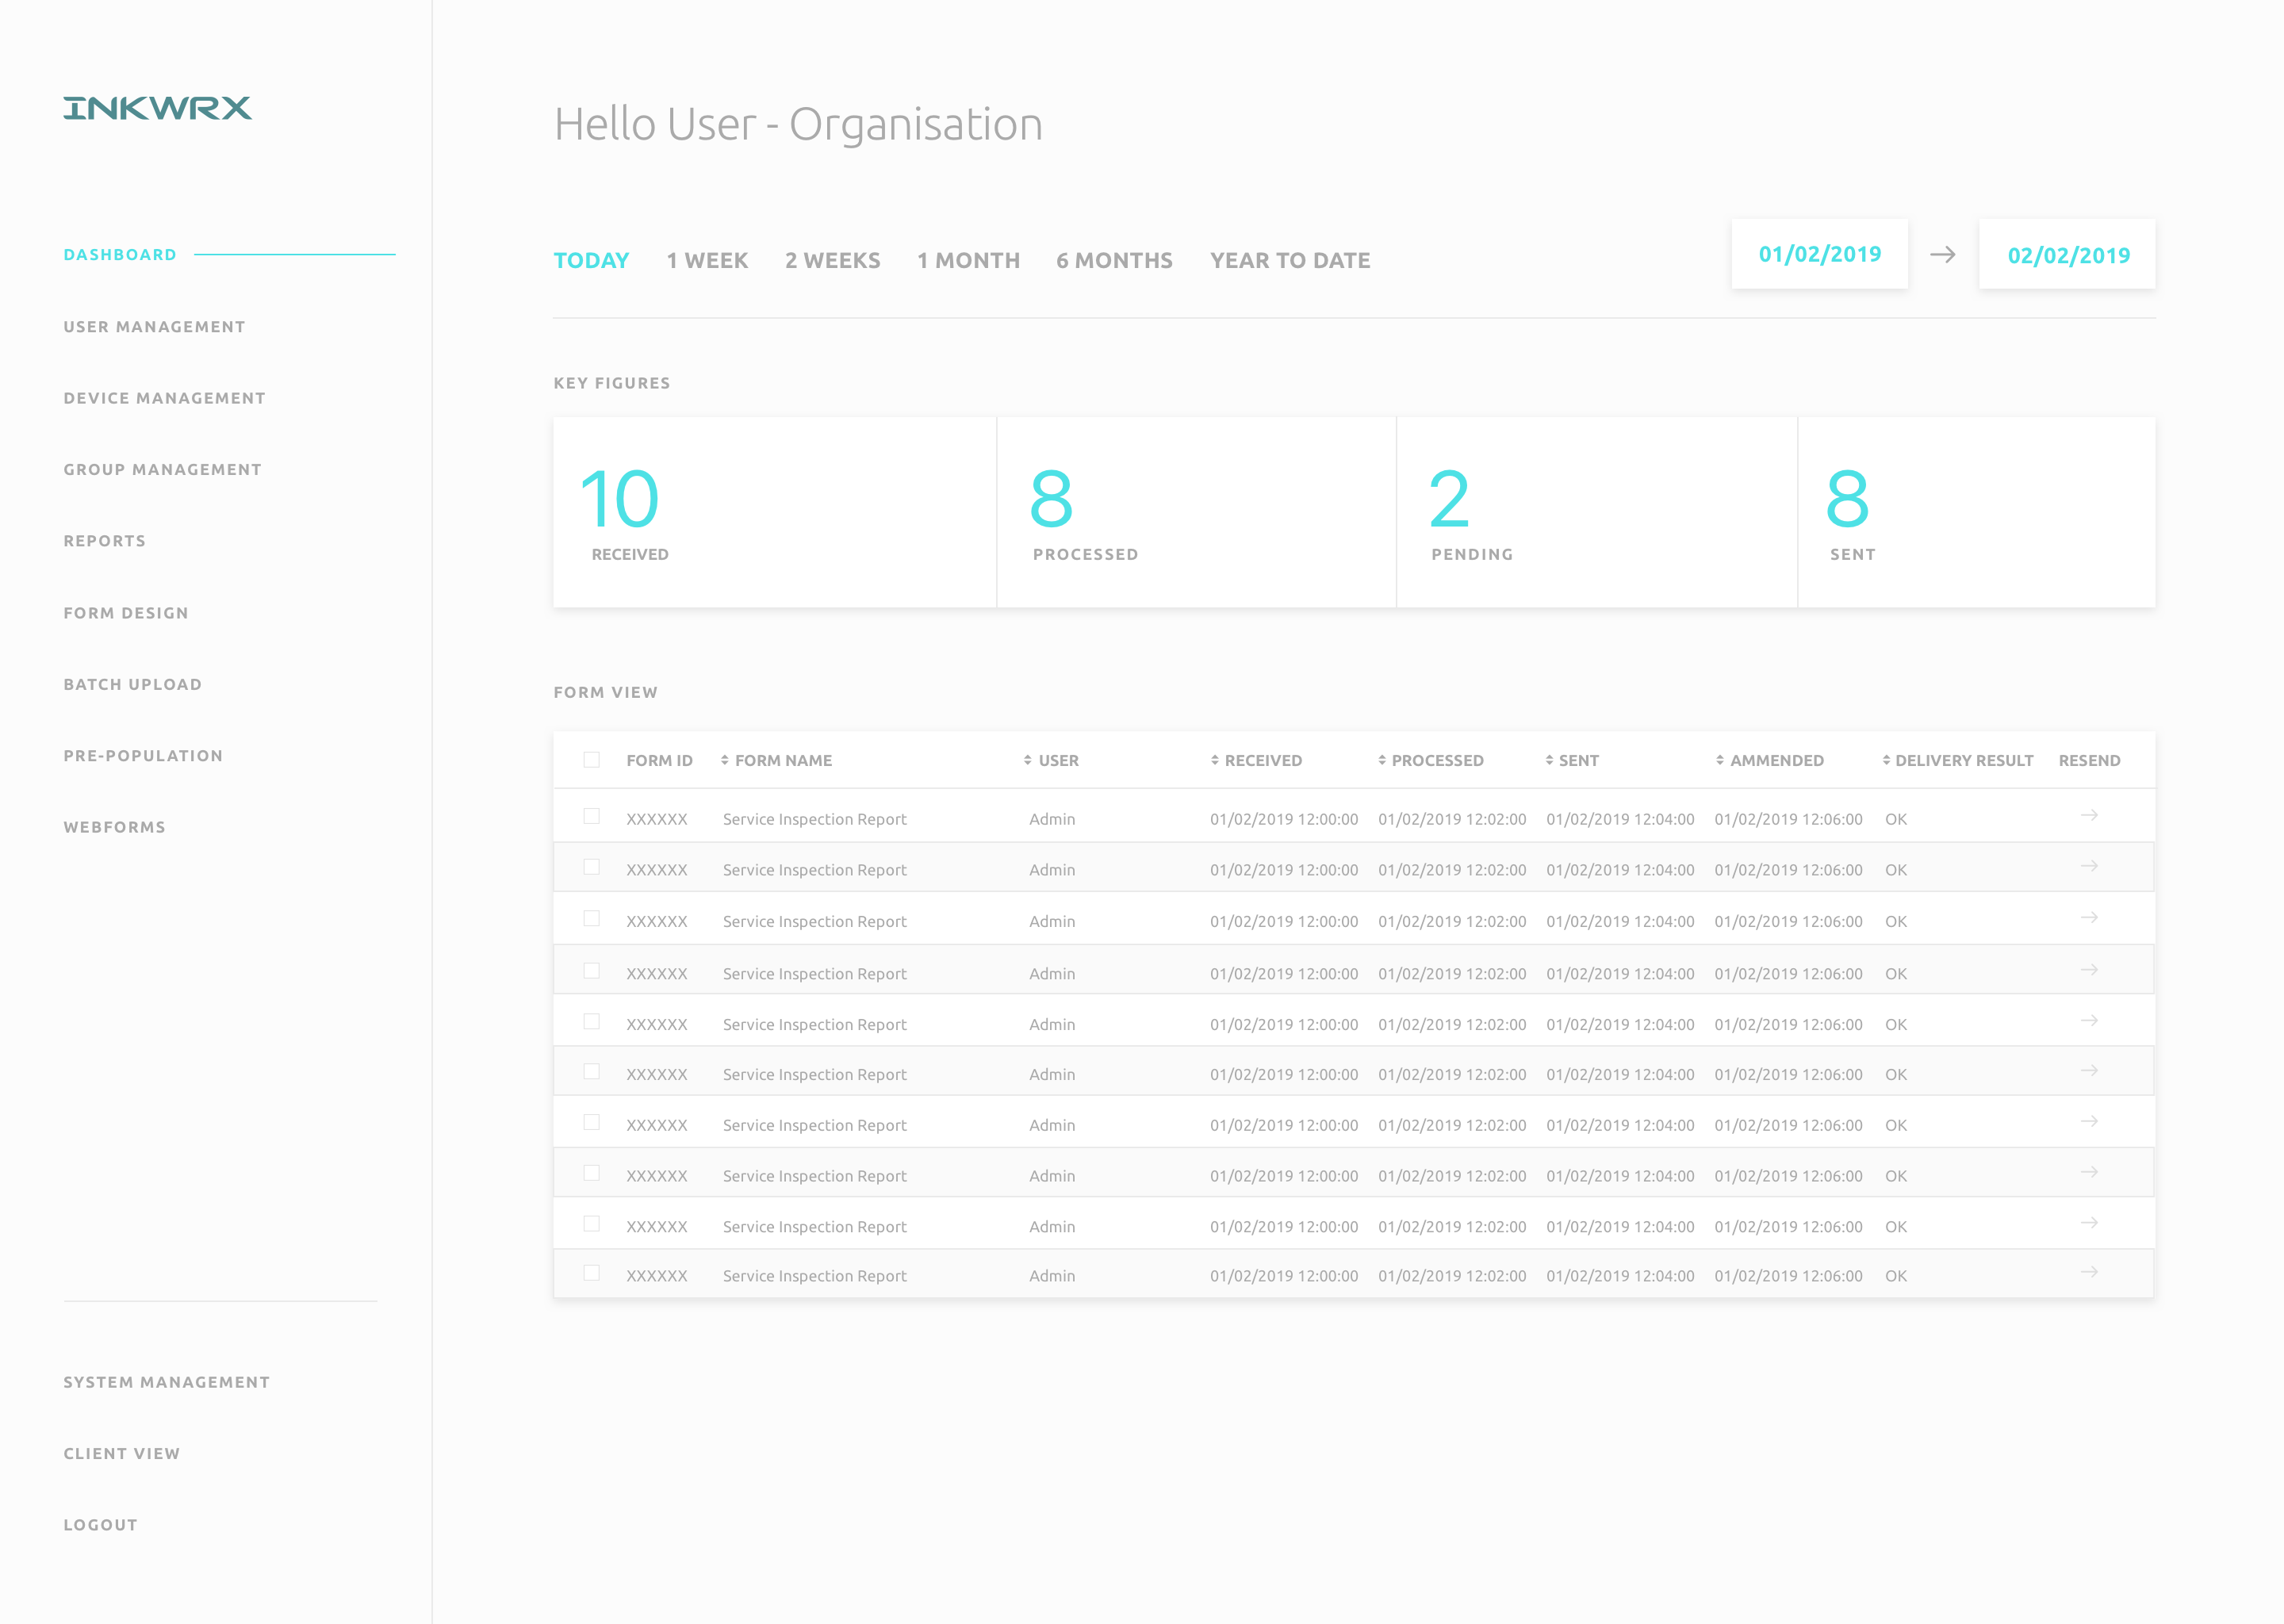 INKWRX
DASHBOARD
USER MANAGEMENT
DEVICE MANAGEMENT
GROUP MANAGEMENT
REPORTS
FORM DESIGN
BATCH UPLOAD
PRE-POPULATION
WEBFORMS
SYSTEM MANAGEMENT
CLIENT VIEW
LOGOUT
Hello User - Organisation
TODAY 1 WEEK 2 WEEKS 1 MONTH 6 MONTHS YEAR TO DATE 01/02/2019 02/02/2019
KEY FIGURES
10 8 2 8
RECEIVED PROCESSED PENDING SENT
FORM VIEW
FORM ID FORM NAME USER RECEIVED PROCESSED SENT AMMENDED DELIVERY RESULT RESEND
XXXXXX Service Inspection Report Admin 01/02/2019 12:00:00 01/02/2019 12:02:00 01/02/2019 12:04:00 01/02/2019 12:06:00 OK
XXXXXX Service Inspection Report Admin 01/02/2019 12:00:00 01/02/2019 12:02:00 01/02/2019 12:04:00 01/02/2019 12:06:00 OK
XXXXXX Service Inspection Report Admin 01/02/2019 12:00:00 01/02/2019 12:02:00 01/02/2019 12:04:00 01/02/2019 12:06:00 OK
XXXXXX Service Inspection Report Admin 01/02/2019 12:00:00 01/02/2019 12:02:00 01/02/2019 12:04:00 01/02/2019 12:06:00 OK
XXXXXX Service Inspection Report Admin 01/02/2019 12:00:00 01/02/2019 12:02:00 01/02/2019 12:04:00 01/02/2019 12:06:00 OK
XXXXXX Service Inspection Report Admin 01/02/2019 12:00:00 01/02/2019 12:02:00 01/02/2019 12:04:00 01/02/2019 12:06:00 OK
XXXXXX Service Inspection Report Admin 01/02/2019 12:00:00 01/02/2019 12:02:00 01/02/2019 12:04:00 01/02/2019 12:06:00 OK
XXXXXX Service Inspection Report Admin 01/02/2019 12:00:00 01/02/2019 12:02:00 01/02/2019 12:04:00 01/02/2019 12:06:00 OK
XXXXXX Service Inspection Report Admin 01/02/2019 12:00:00 01/02/2019 12:02:00 01/02/2019 12:04:00 01/02/2019 12:06:00 OK
XXXXXX Service Inspection Report Admin 01/02/2019 12:00:00 01/02/2019 12:02:00 01/02/2019 12:04:00 01/02/2019 12:06:00 OK